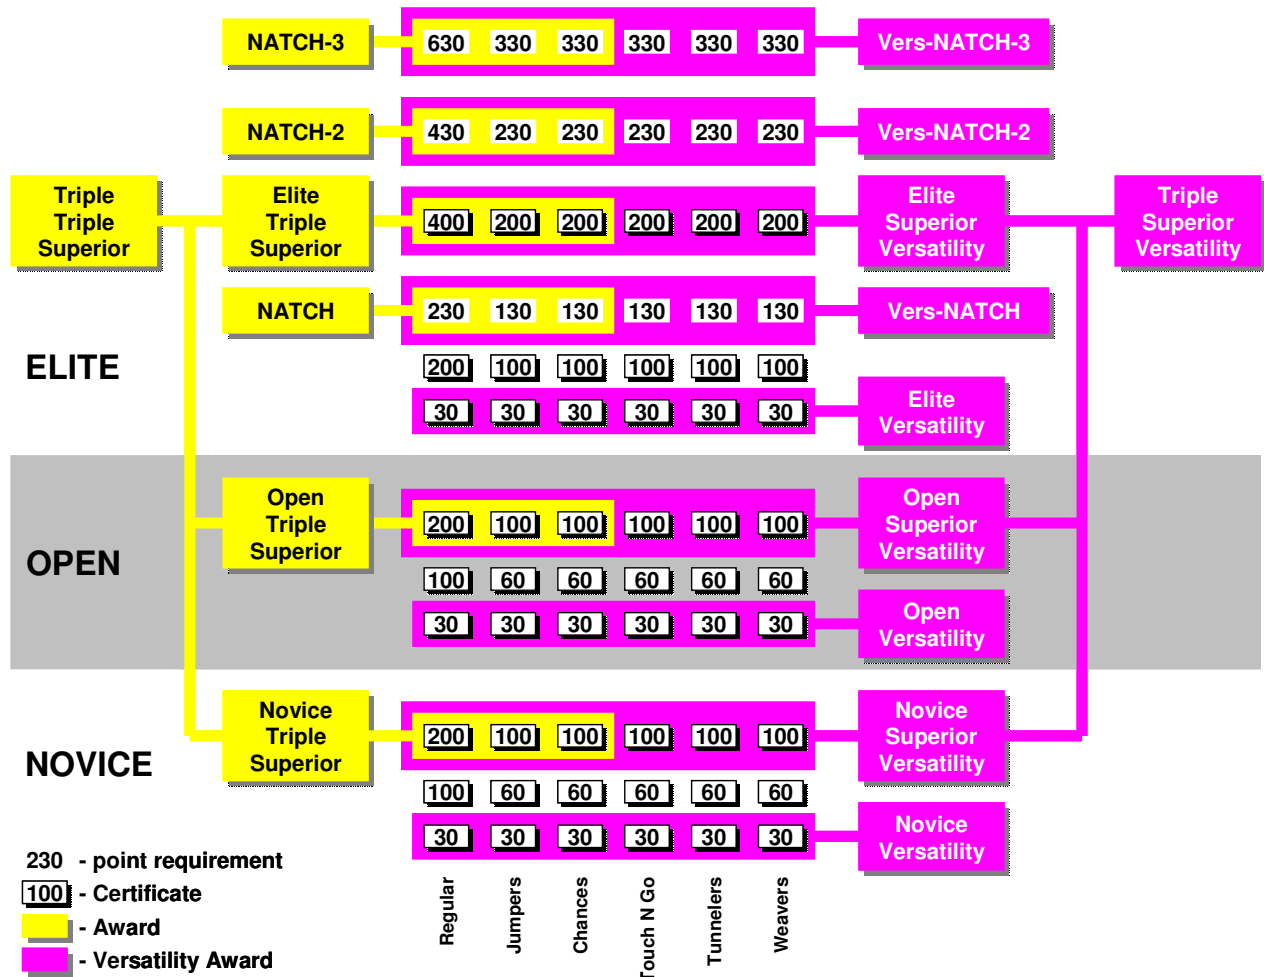 NATCH-3 630 330 330 330 330 330 Vers-NATCH-3
NATCH-2 430 230 230 230 230 230 Vers-NATCH-2
Triple
Triple
Superior
Elite
Triple
Superior
400 200 200 200 200 200
Elite
Superior
Versatility
Triple
Superior
Versatility
NATCH 230 130 130 130 130 130 Vers-NATCH
ELITE
200 100 100 100 100 100
30 30 30 30 30 30
Elite
Versatility
OPEN
Open
Triple
Superior
200 100 100 100 100 100
Open
Superior
Versatility
100 60 60 60 60 60
30 30 30 30 30 30
Open
Versatility
NOVICE
Novice
Triple
Superior
200 100 100 100 100 100
Novice
Superior
Versatility
100 60 60 60 60 60
30 30 30 30 30 30
Novice
Versatility
230 - point requirement
100 - Certificate
- Award
- Versatility Award
Regular
Jumpers
Chances
Touch N Go
Tunnelers
Weavers